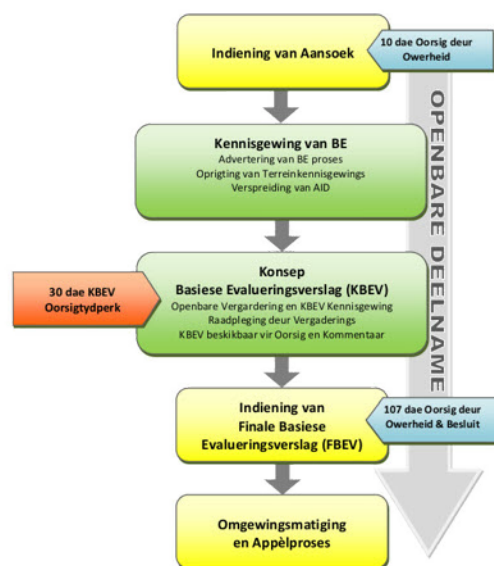 Indiening van Aansoek
10 dae Oorsig deur
Owerheid
OPENBARE DEELNAME
Kennisgewing van BE
Advertering van BE proses
Oprigting van Terreinkennisgewings
Verspreiding van AID
Konsep
Basiese Evalueringsverslag (KBEV)
Openbare Vergardering en KBEV Kennisgewing
Raadpleging deur Vergaderings
KBEV beskikbaar vir Oorsig en Kommentaar
30 dae KBEV
Oorsigtydperk
Indiening van
Finale Basiese
Evalueringsverslag (FBEV)
107 dae Oorsig deur
Owerheid & Besluit
Omgewingsmatiging
en Appèlproses